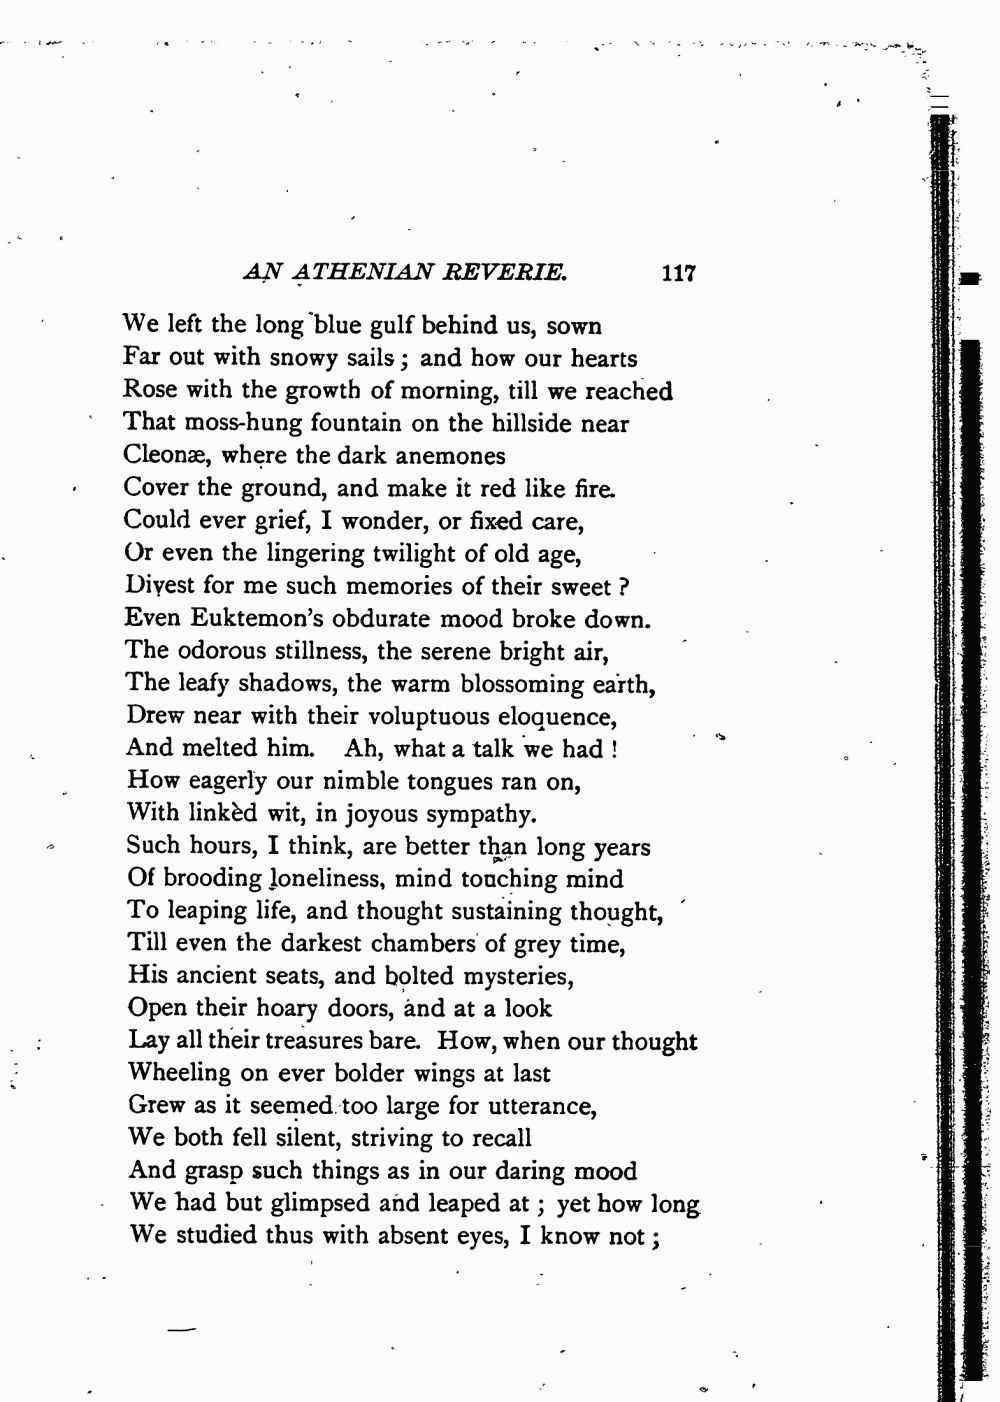 AN ATHENIAN REVERIE. 117
We left the long blue gulf behind us, sown
Far out with snowy sails ; and how our hearts
Rose with the growth of morning, till we reached
That moss-hung fountain on the hillside near
Cleonæ, where the dark anemones
Cover the ground, and make it red like fire.
Could ever grief, I wonder, or fixed care,
Or even the lingering twilight of old age,
Divest for me such memories of their sweet ?
Even Euktemon's obdurate mood broke down.
The odorous stillness, the serene bright air,
The leafy shadows, the warm blossoming earth,
Drew near with their voluptuous eloquence,
And melted him. Ah, what a talk we had !
How eagerly our nimble tongues ran on,
With linkèd wit, in joyous sympathy.
Such hours, I think, are better than long years
Of brooding loneliness, mind touching mind
To leaping life, and thought sustaining thought,
Till even the darkest chambers of grey time,
His ancient seats, and bolted mysteries,
Open their hoary doors, and at a look
Lay all their treasures bare. How, when our thought
Wheeling on ever bolder wings at last
Grew as it seemed too large for utterance,
We both fell silent, striving to recall
And grasp such things as in our daring mood
We had but glimpsed and leaped at ; yet how long
We studied thus with absent eyes, I know not ;